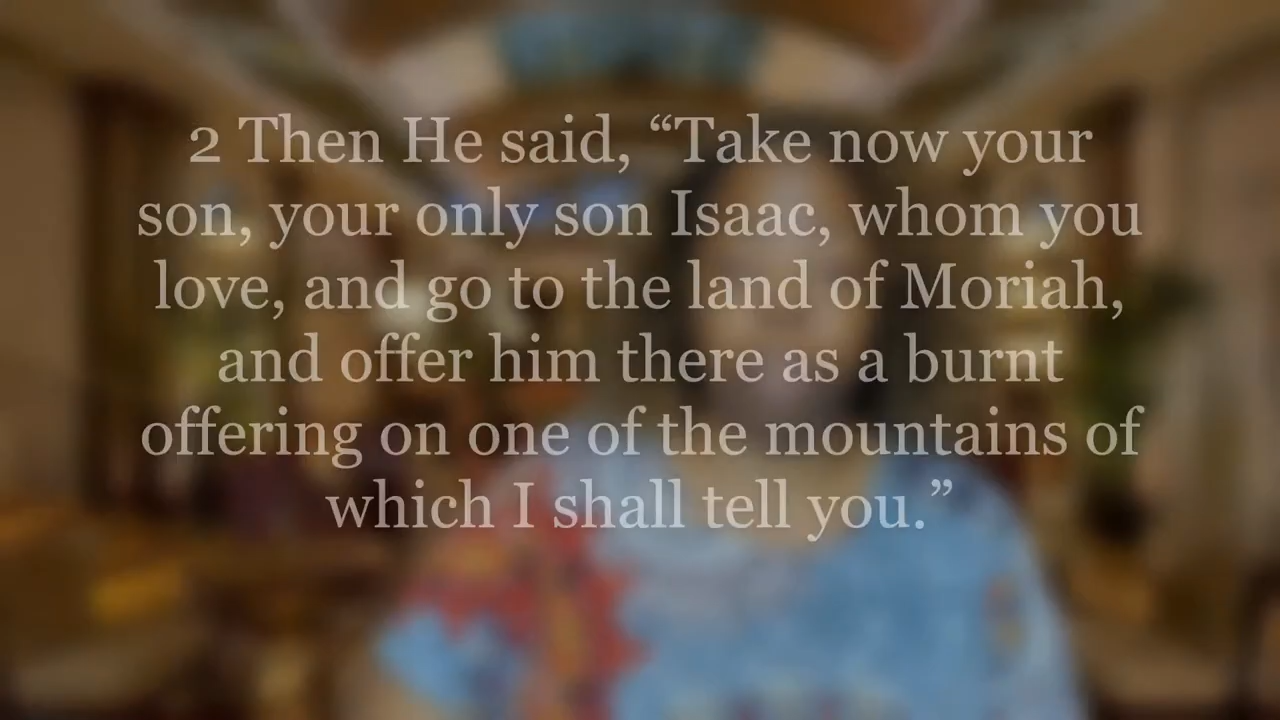 2 Then He said, “Take now your
son, your only son Isaac, whom you
love, and go to the land of Moriah,
and offer him there as a burnt
offering on one of the mountains of
which I shall tell you.”